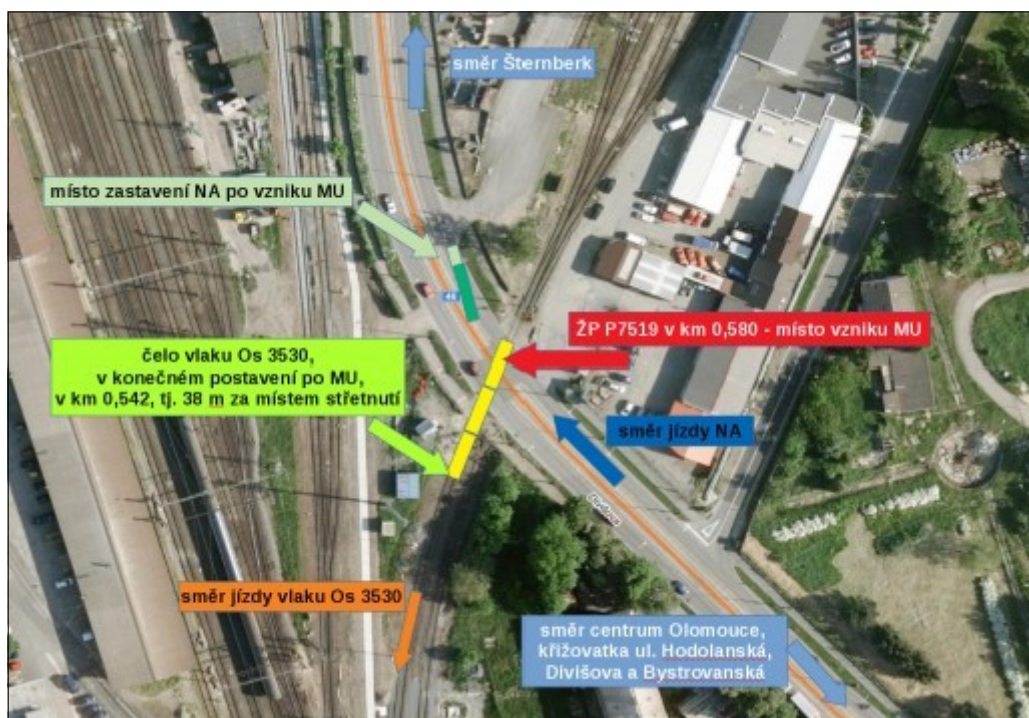 směr Šternberk
místo zastavení NA po vzniku MU
46
ŽP P7519 v km 0,580 - místo vzniku MU
čelo vlaku Os 3530,
v konečném postavení po MU,
v km 0,542, tj. 38 m za místem střetnutí
směr jízdy NA
směr jízdy vlaku Os 3530
směr centrum Olomouce,
křižovatka ul. Hodolanská,
Divišova a Bystrovanská